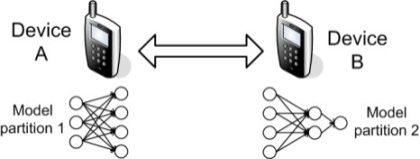 Device
A
Device
B
Model
partition 1
Model
partition 2